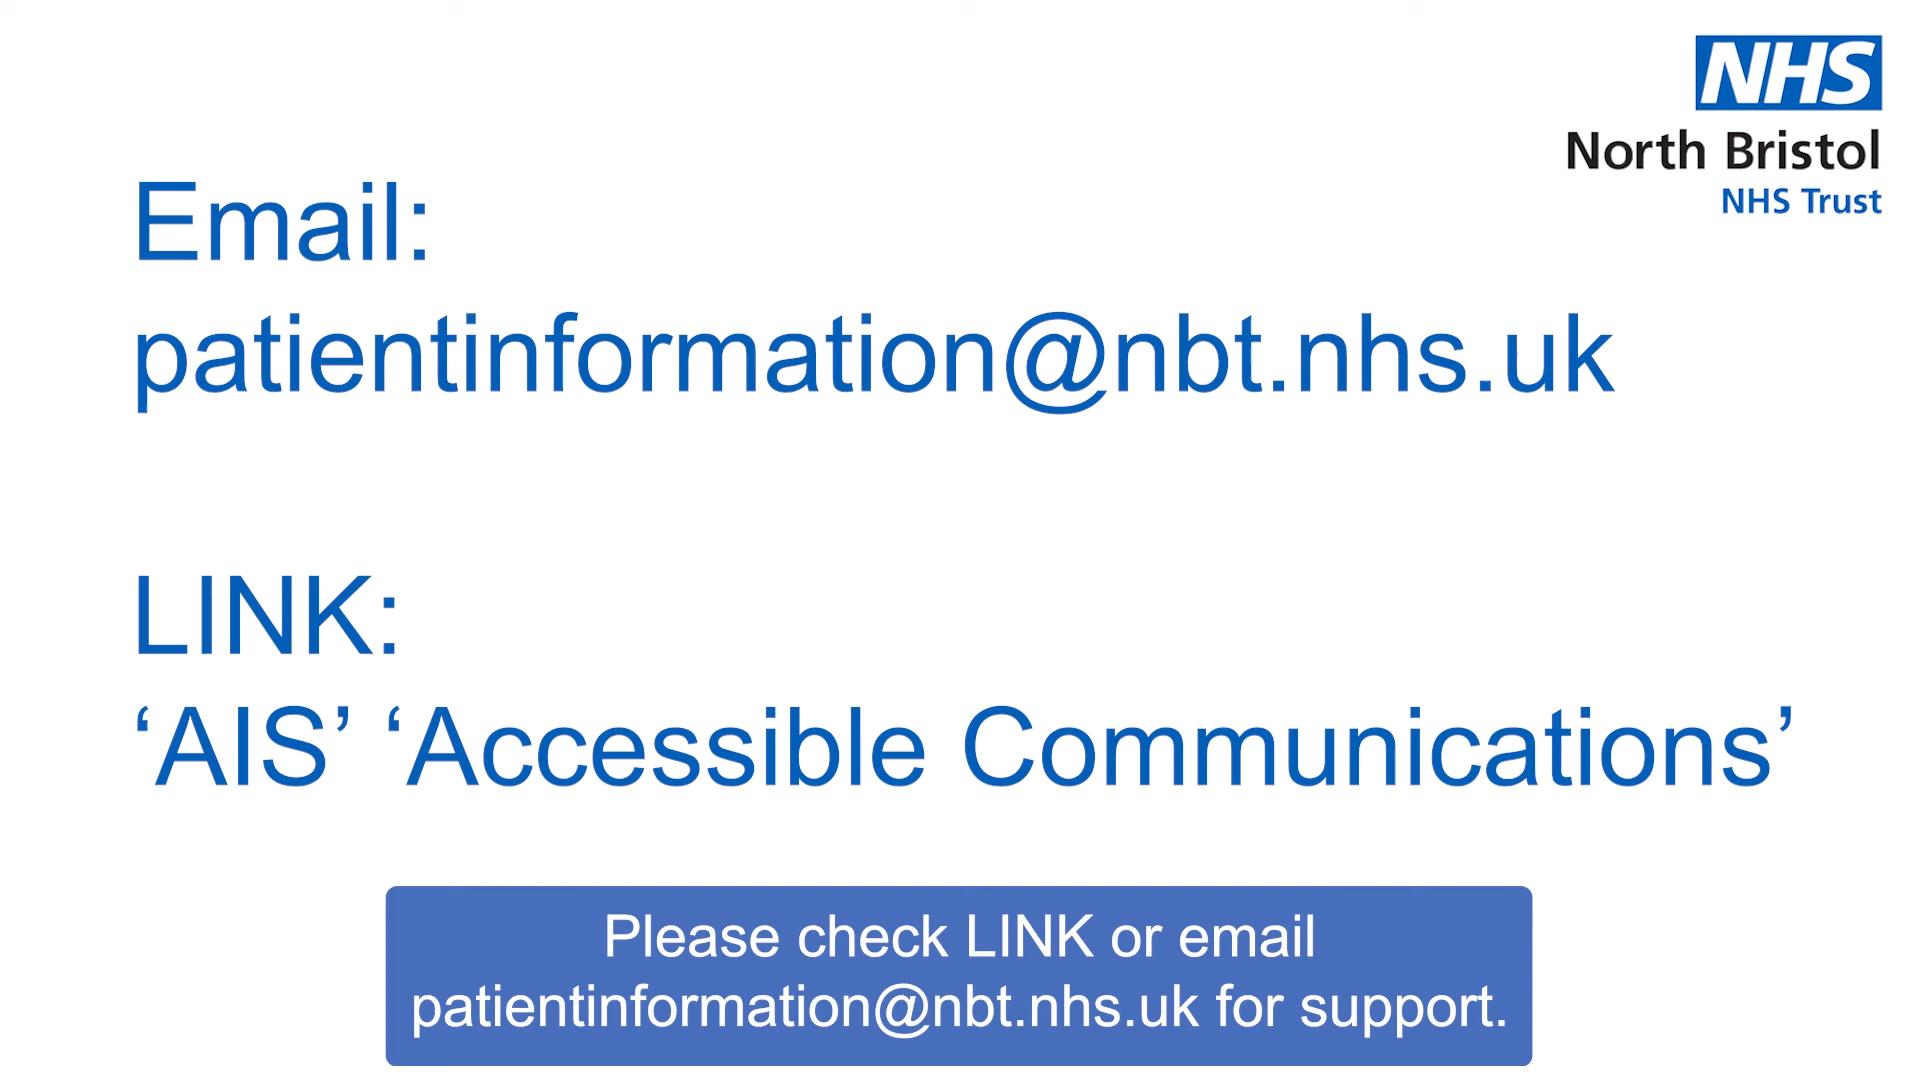 NHS
North Bristol
NHS Trust
Email:
patientinformation@nbt.nhs.uk
LINK:
‘AIS’ ‘Accessible Communications’
Please check LINK or email
patientinformation@nbt.nhs.uk for support.